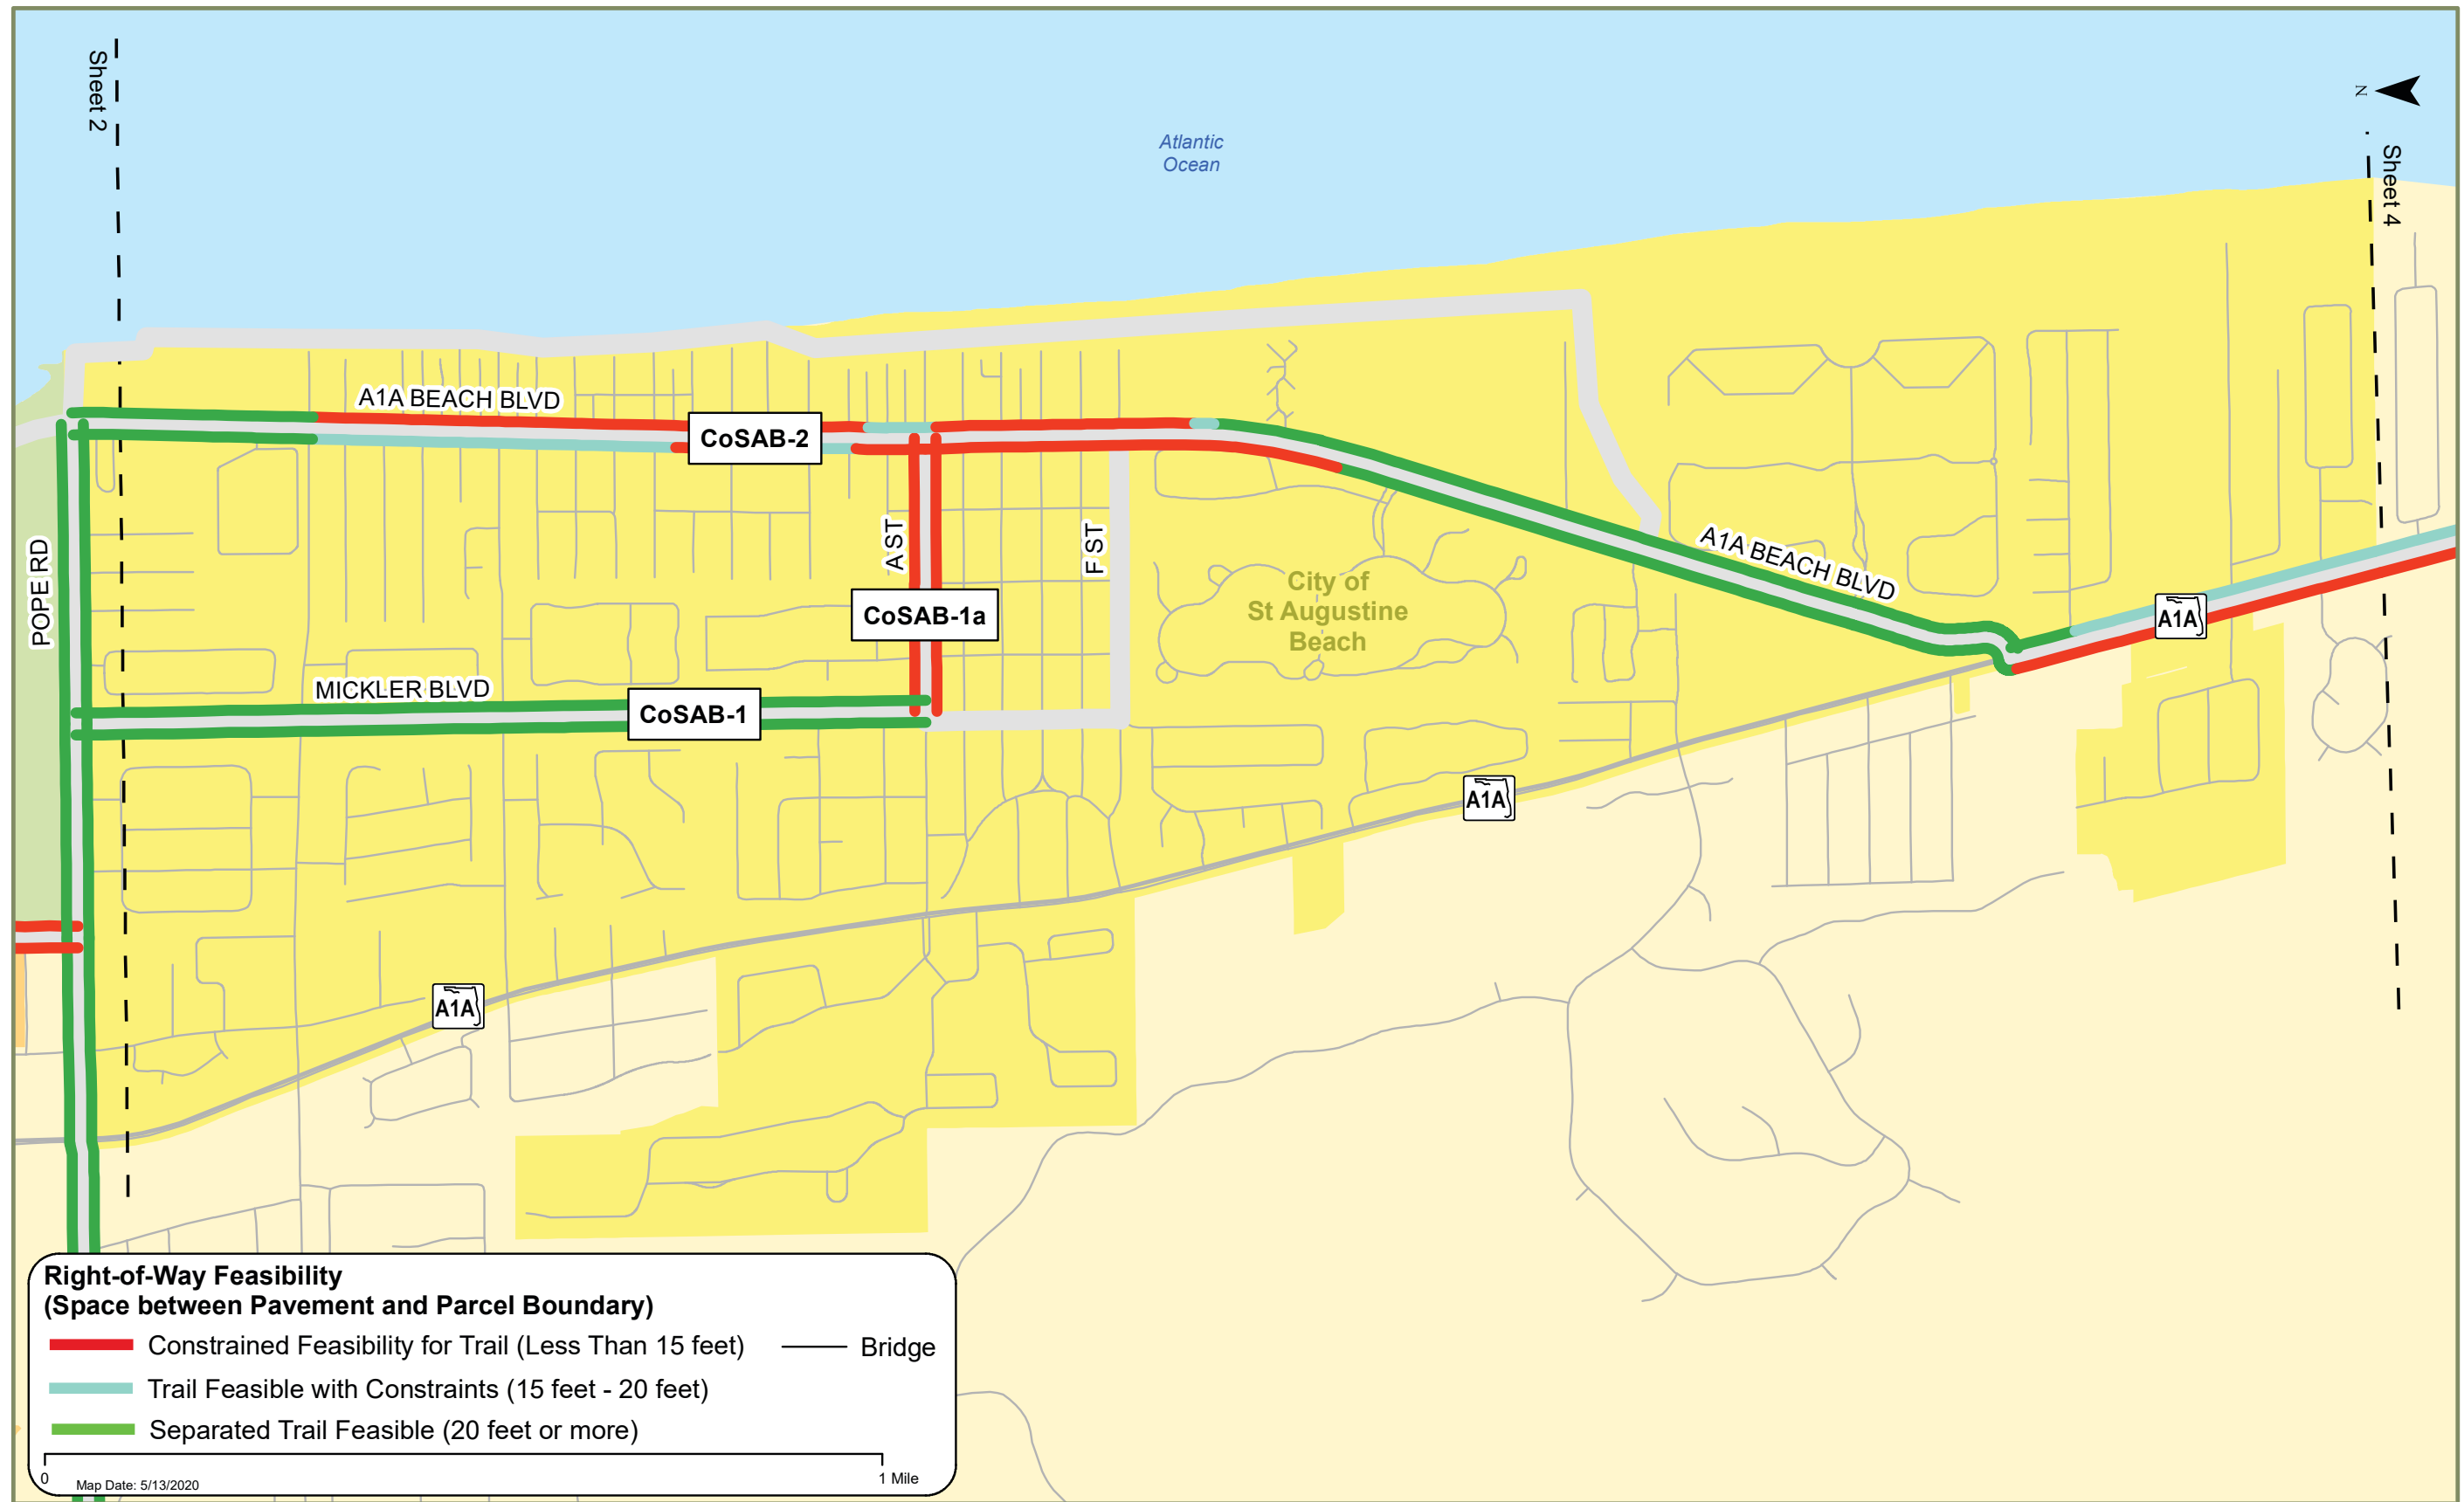 Sheet 2
N
Sheet 4
Atlantic
Ocean
A1A BEACH BLVD
CoSAB-2
POPE RD
A ST
F ST
A1A BEACH BLVD
City of
St Augustine
Beach
CoSAB-1a
A1A
MICKLER BLVD
CoSAB-1
A1A
A1A
Right-of-Way Feasibility
(Space between Pavement and Parcel Boundary)
Constrained Feasibility for Trail (Less Than 15 feet)
Bridge
Trail Feasible with Constraints (15 feet - 20 feet)
Separated Trail Feasible (20 feet or more)
0
1 Mile
Map Date: 5/13/2020